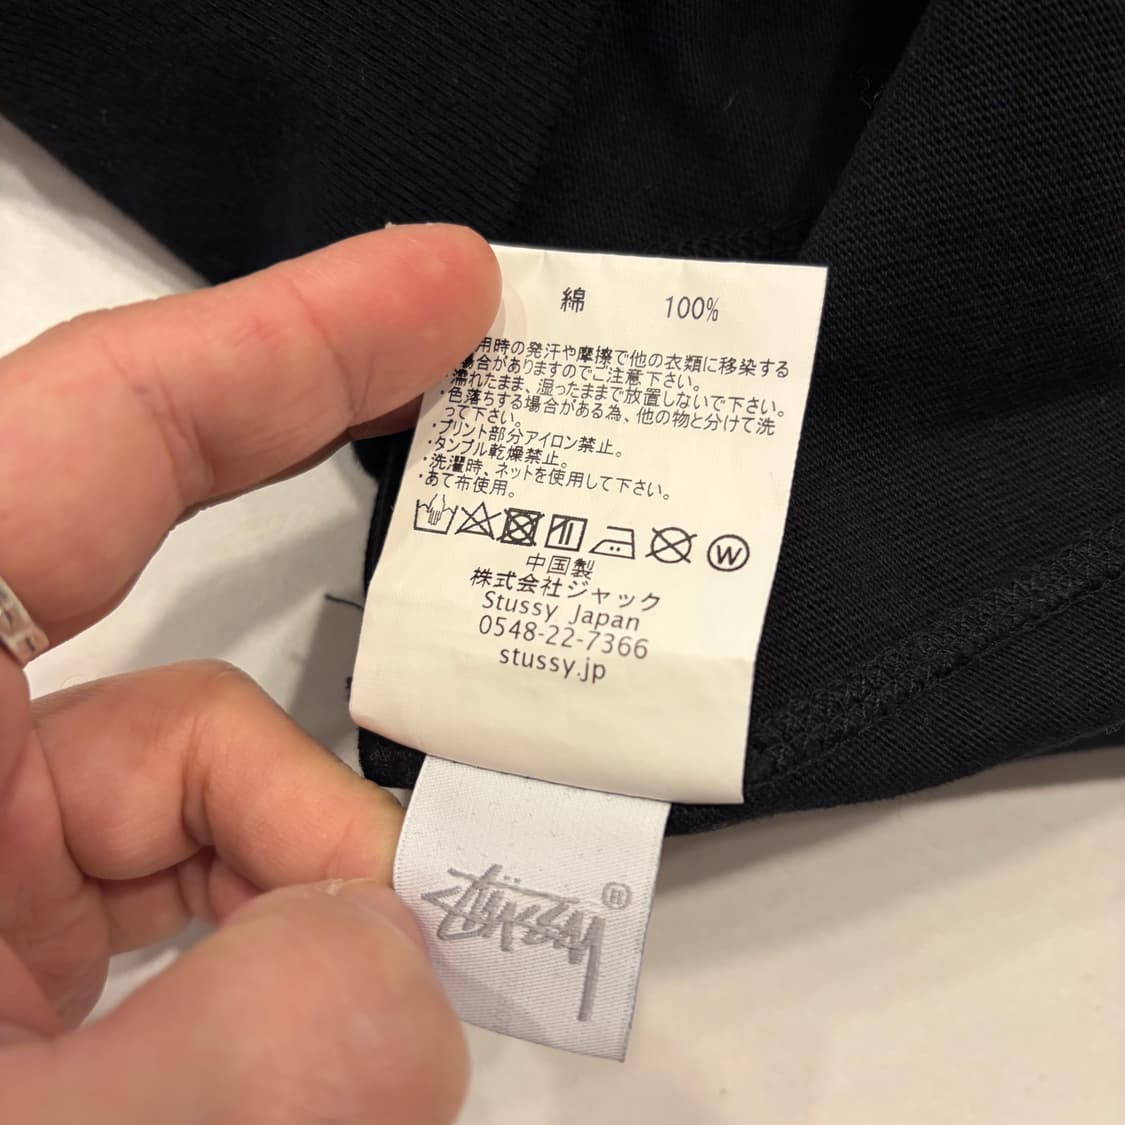 綿 100%
用時の発汗や摩擦で他の衣類に移染する
場合がありますのでご注意下さい。
・濡れたまま、湿ったままで放置しないで下さい。
・色落ちする場合がある為、他の物と分けて洗
って下さい。
・プリント部分アイロン禁止。
・タンブル乾燥禁止。
・洗濯時、ネットを使用して下さい。
・あて布使用。
W
中国製
株式会社ジャック
Stussy Japan
0548-22-7366
stussy.jp
Stüssy ®